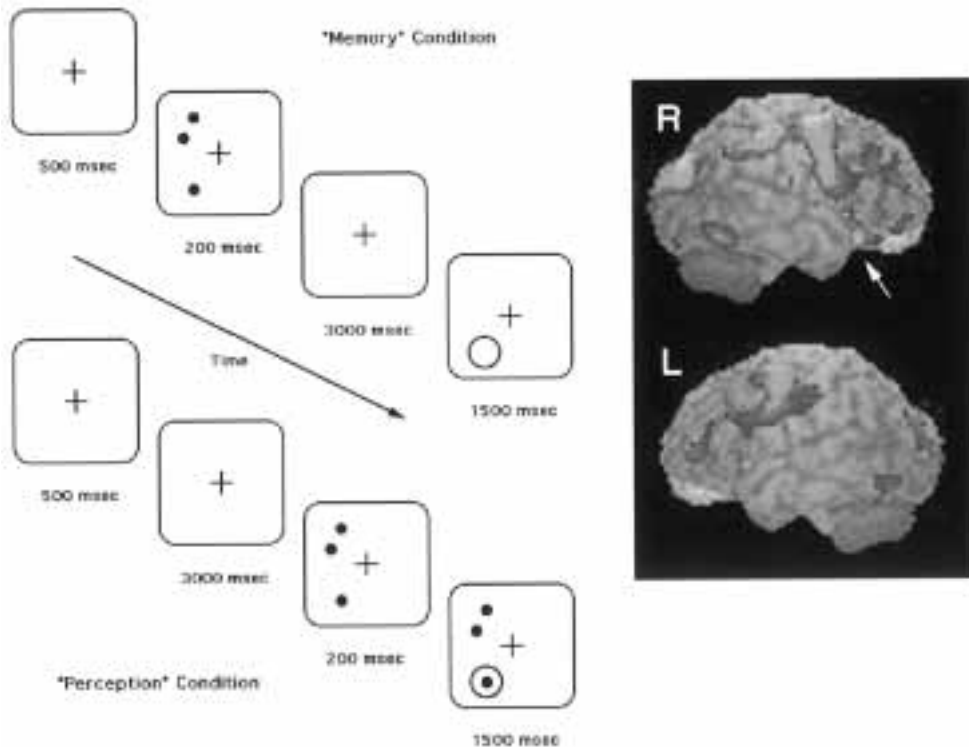 "Memory" Condition
500 msec
200 msec
3000 msec
1500 msec
Time
500 msec
3000 msec
200 msec
1500 msec
"Perception" Condition
R
L